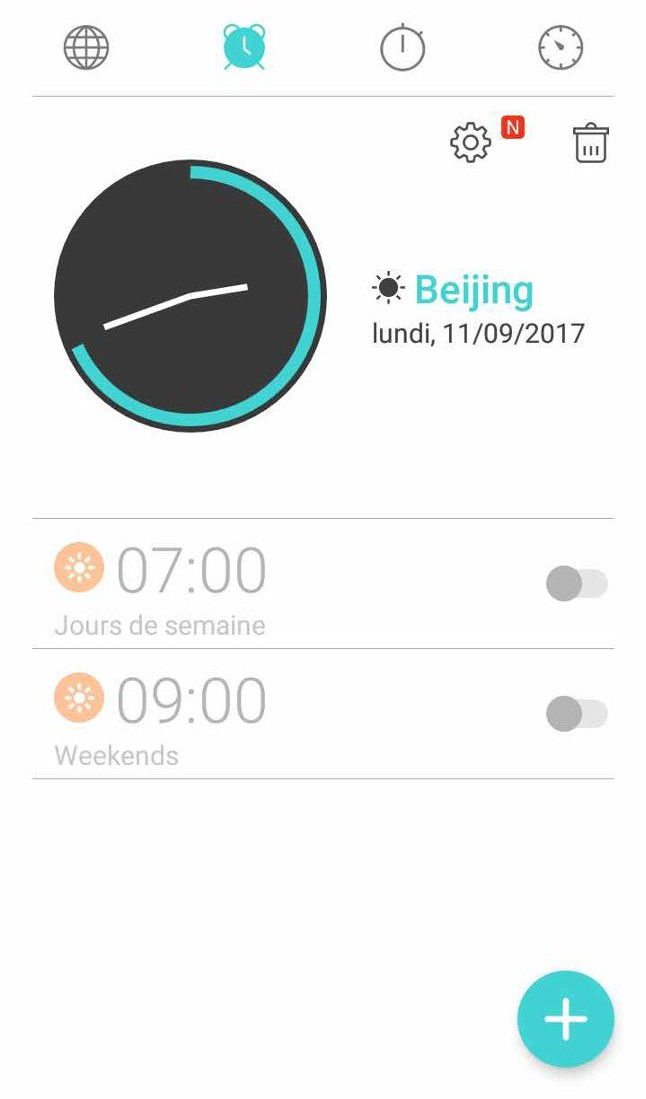 N
Beijing
lundi, 11/09/2017
07:00
Jours de semaine
09:00
Weekends